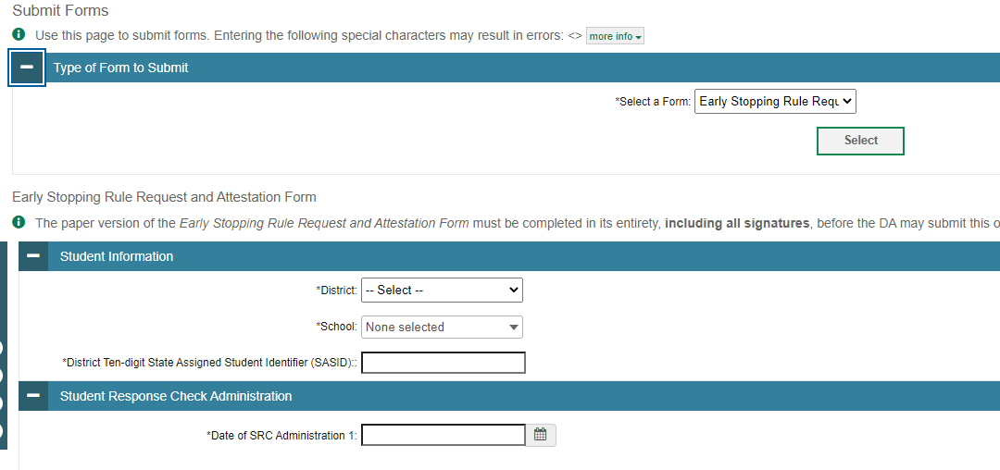 Submit Forms
Use this page to submit forms. Entering the following special characters may result in errors: <> more info
Type of Form to Submit
*Select a Form: Early Stopping Rule Requ
Select
Early Stopping Rule Request and Attestation Form
The paper version of the Early Stopping Rule Request and Attestation Form must be completed in its entirety, including all signatures, before the DA may submit this o
Student Information
*District: -- Select --
*School: None selected
*District Ten-digit State Assigned Student Identifier (SASID)::
Student Response Check Administration
*Date of SRC Administration 1: